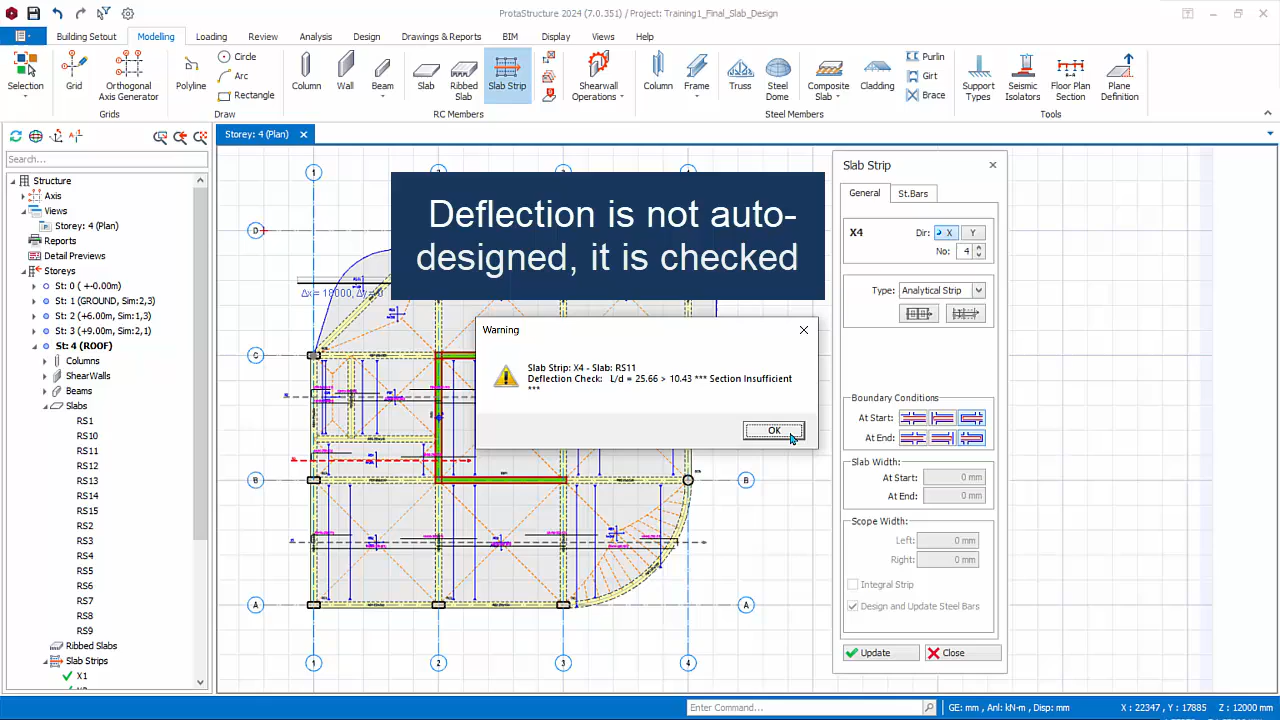 ProtaStructure 2024 (7.0.351) / Project: Training1_Final_Slab_Design
Building Setout
Modelling
Loading
Review
Analysis
Design
Drawings & Reports
BIM
Display
Views
Help
Selection
Grid
Orthogonal
Axis Generator
Grids
Polyline
Circle
Arc
Rectangle
Draw
Column
Wall
Beam
Slab
Ribbed
Slab
Slab Strip
RC Members
Shearwall
Operations
Column
Frame
Truss
Steel
Dome
Composite
Slab
Cladding
Purlin
Girt
Brace
Steel Members
Support
Types
Seismic
Isolators
Floor Plan
Section
Plane
Definition
Tools
Storey: 4 (Plan)
Search...
Structure
Axis
Views
Storey: 4 (Plan)
Reports
Detail Previews
Storeys
St: 0 (+-0.00m)
St: 1 (GROUND, Sim:2,3)
St: 2 (+6.00m, Sim:1,3)
St: 3 (+9.00m, Sim:2,1)
St: 4 (ROOF)
Columns
ShearWalls
Beams
Slabs
RS1
RS10
RS11
RS12
RS13
RS14
RS15
RS2
RS3
RS4
RS5
RS6
RS7
RS8
RS9
Ribbed Slabs
Slab Strips
X1
Deflection is not auto-
designed, it is checked
1
D
C
B
A
1
2
3
4
B
A
Warning
Slab Strip: X4 - Slab: RS11
Deflection Check: L/d = 25.66 > 10.43 *** Section Insufficient
***
OK
Slab Strip
General
St.Bars
X4
Dir:
X
Y
No:
4
Type:
Analytical Strip
Boundary Conditions
At Start:
At End:
Slab Width:
At Start:
0 mm
At End:
0 mm
Scope Width:
Left:
0 mm
Right:
0 mm
Integral Strip
Design and Update Steel Bars
Update
Close
Enter Command...
GE: mm, Anl: kN-m , Disp: mm
X : 22347 , Y : 17885
Z : 12000 mm